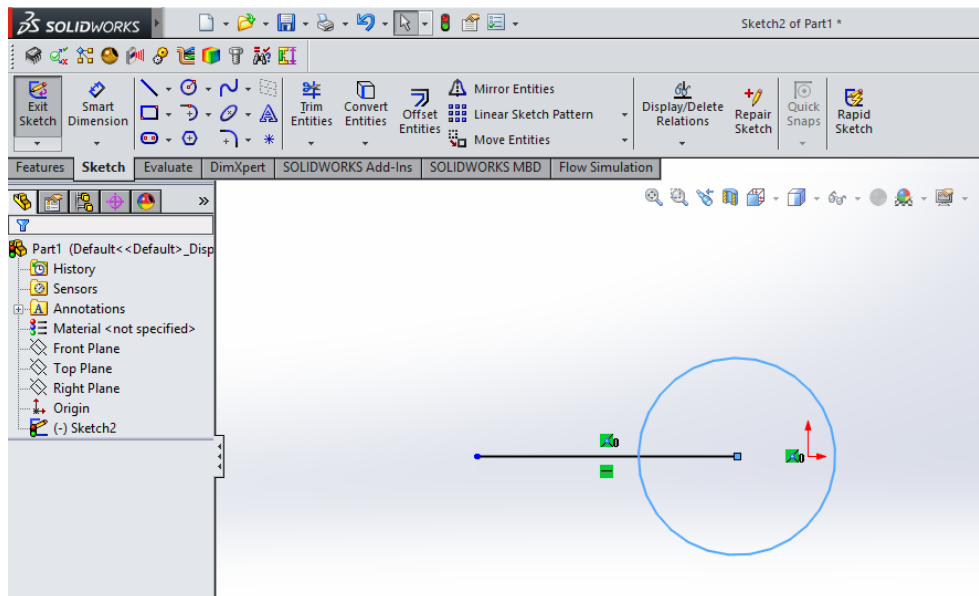 SOLIDWORKS
Sketch2 of Part1 *
Exit Sketch
Smart Dimension
Trim Entities
Convert Entities
Offset Entities
Mirror Entities
Linear Sketch Pattern
Move Entities
Display/Delete Relations
Repair Sketch
Quick Snaps
Rapid Sketch
Features Sketch Evaluate DimXpert SOLIDWORKS Add-Ins SOLIDWORKS MBD Flow Simulation
»
Part1 (Default<<Default>_Disp
History
Sensors
A Annotations
Material <not specified>
Front Plane
Top Plane
Right Plane
Origin
(-) Sketch2
0
0